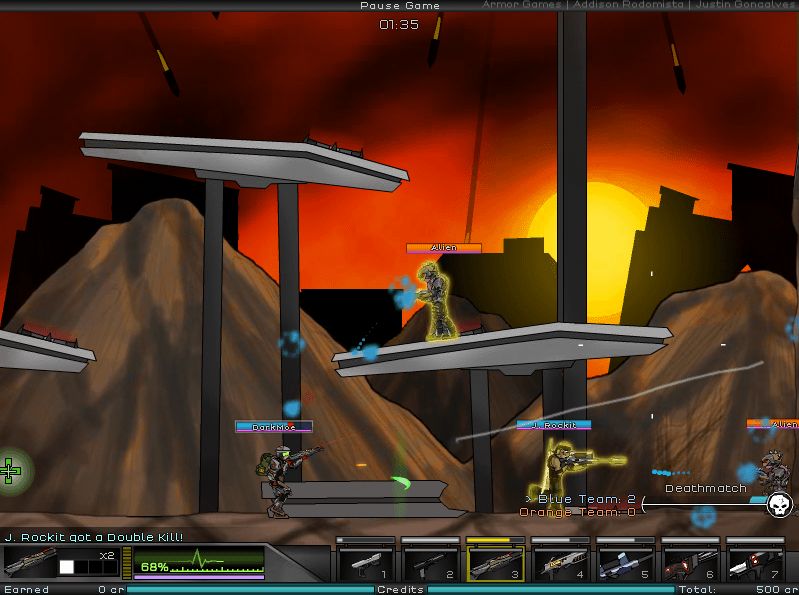 Pause Game
Armor Games | Addison Rodomista | Justin Goncalves
01:35
Alien
DarkMoe
J. Rockit
Alien
Deathmatch
> Blue Team: 2
Orange Team: 0
J. Rockit got a Double Kill!
x2
68%
1 2 3 4 5 6 7
Earned 0 cr Credits Total: 500 cr